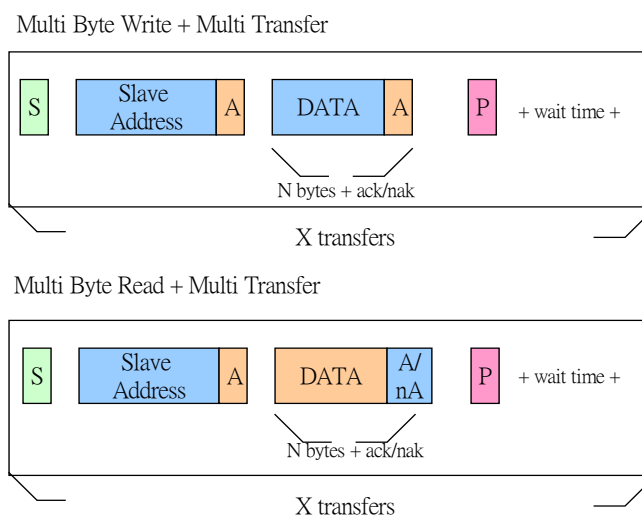 Multi Byte Write + Multi Transfer
S Slave Address A DATA A P + wait time +
N bytes + ack/nak
X transfers
Multi Byte Read + Multi Transfer
S Slave Address A DATA A/ nA P + wait time +
N bytes + ack/nak
X transfers